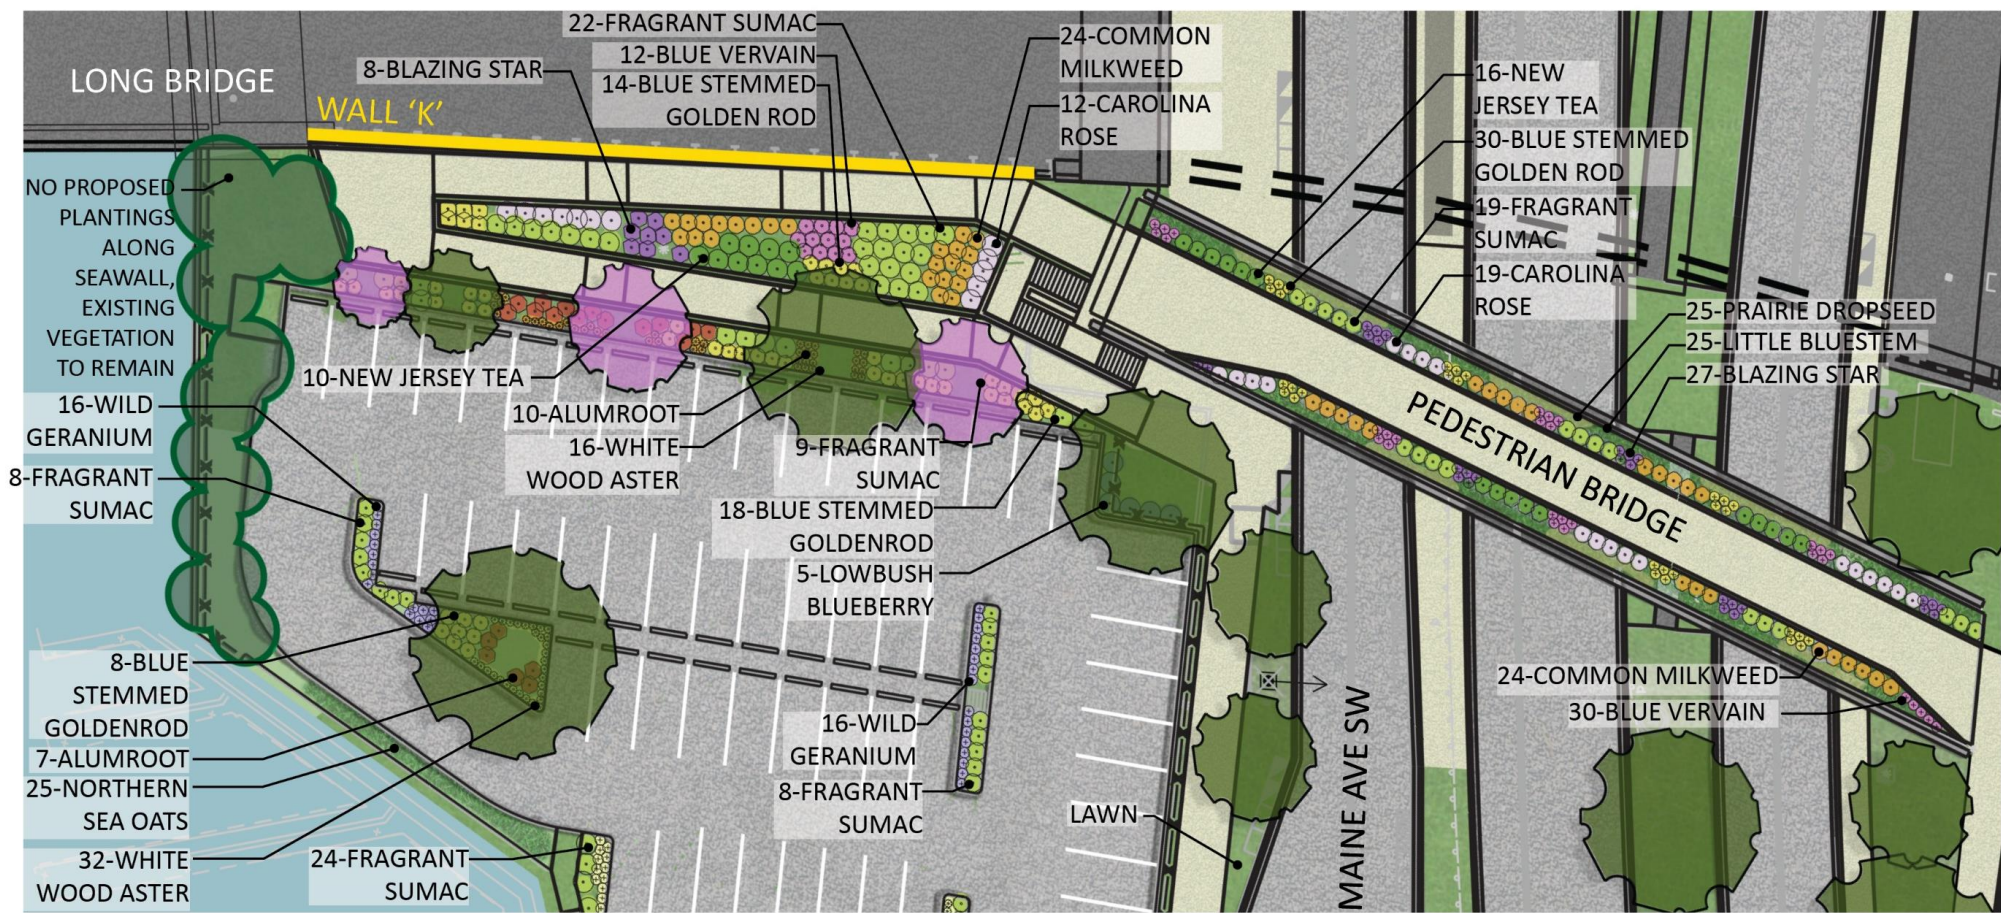 LONG BRIDGE
WALL ‘K’
8-BLAZING STAR
22-FRAGRANT SUMAC
12-BLUE VERVAIN
14-BLUE STEMMED
GOLDEN ROD
24-COMMON
MILKWEED
12-CAROLINA
ROSE
16-NEW
JERSEY TEA
30-BLUE STEMMED
GOLDEN ROD
19-FRAGRANT
SUMAC
19-CAROLINA
ROSE
25-PRAIRIE DROPSEED
25-LITTLE BLUESTEM
27-BLAZING STAR
NO PROPOSED
PLANTINGS
ALONG
SEAWALL,
EXISTING
VEGETATION
TO REMAIN
16-WILD
GERANIUM
8-FRAGRANT
SUMAC
10-NEW JERSEY TEA
10-ALUMROOT
16-WHITE
WOOD ASTER
9-FRAGRANT
SUMAC
18-BLUE STEMMED
GOLDENROD
5-LOWBUSH
BLUEBERRY
PEDESTRIAN BRIDGE
8-BLUE
STEMMED
GOLDENROD
7-ALUMROOT
25-NORTHERN
SEA OATS
32-WHITE
WOOD ASTER
24-FRAGRANT
SUMAC
16-WILD
GERANIUM
8-FRAGRANT
SUMAC
LAWN
MAINE AVE SW
24-COMMON MILKWEED
30-BLUE VERVAIN